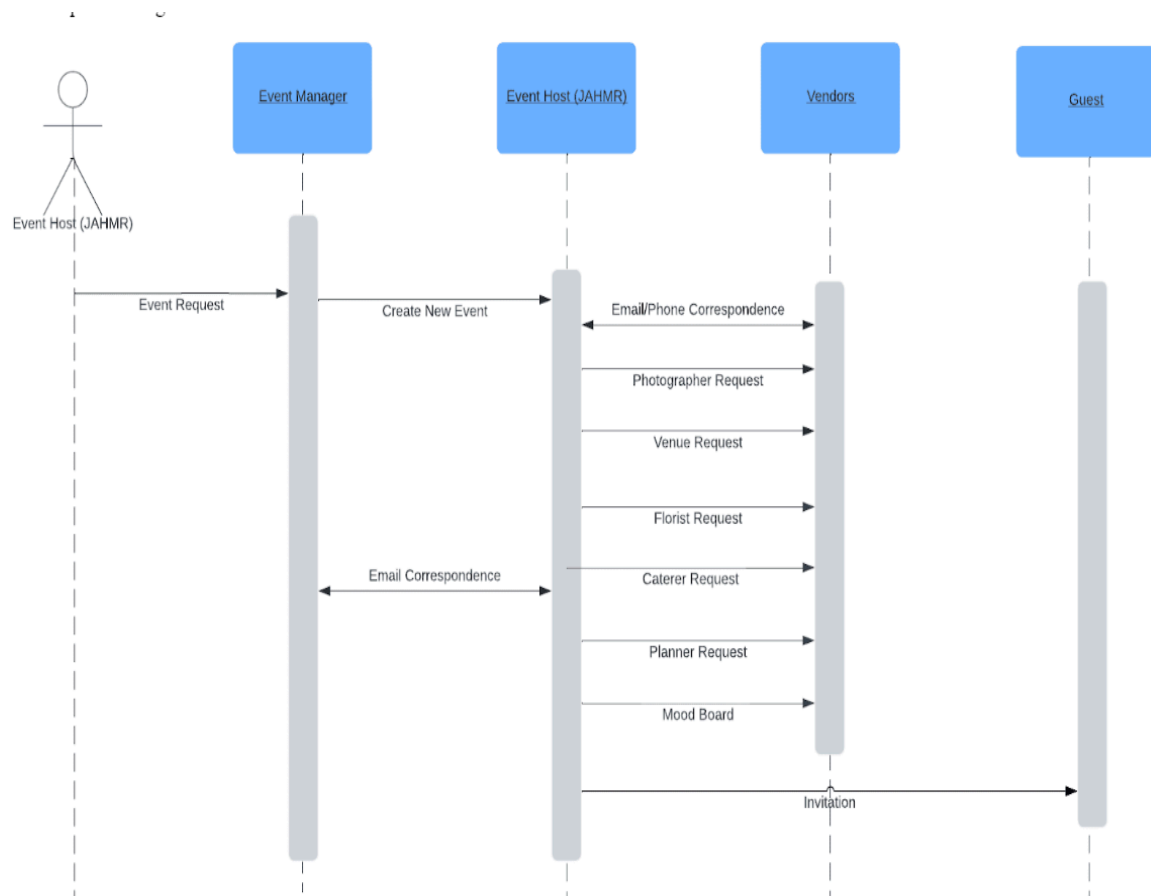 Event Manager
Event Host (JAHMR)
Vendors
Guest
Event Host (JAHMR)
Event Request
Create New Event
Email/Phone Correspondence
Photographer Request
Venue Request
Florist Request
Email Correspondence
Caterer Request
Planner Request
Mood Board
Invitation